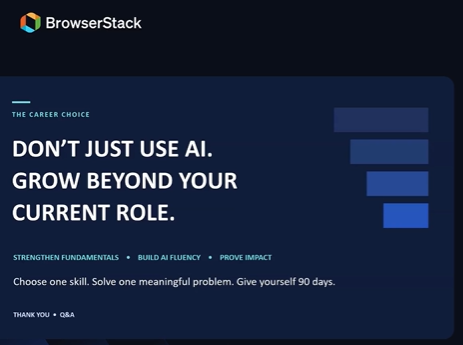 BrowserStack
THE CAREER CHOICE
DON’T JUST USE AI.
GROW BEYOND YOUR
CURRENT ROLE.
STRENGTHEN FUNDAMENTALS • BUILD AI FLUENCY • PROVE IMPACT
Choose one skill. Solve one meaningful problem. Give yourself 90 days.
THANK YOU • Q&A